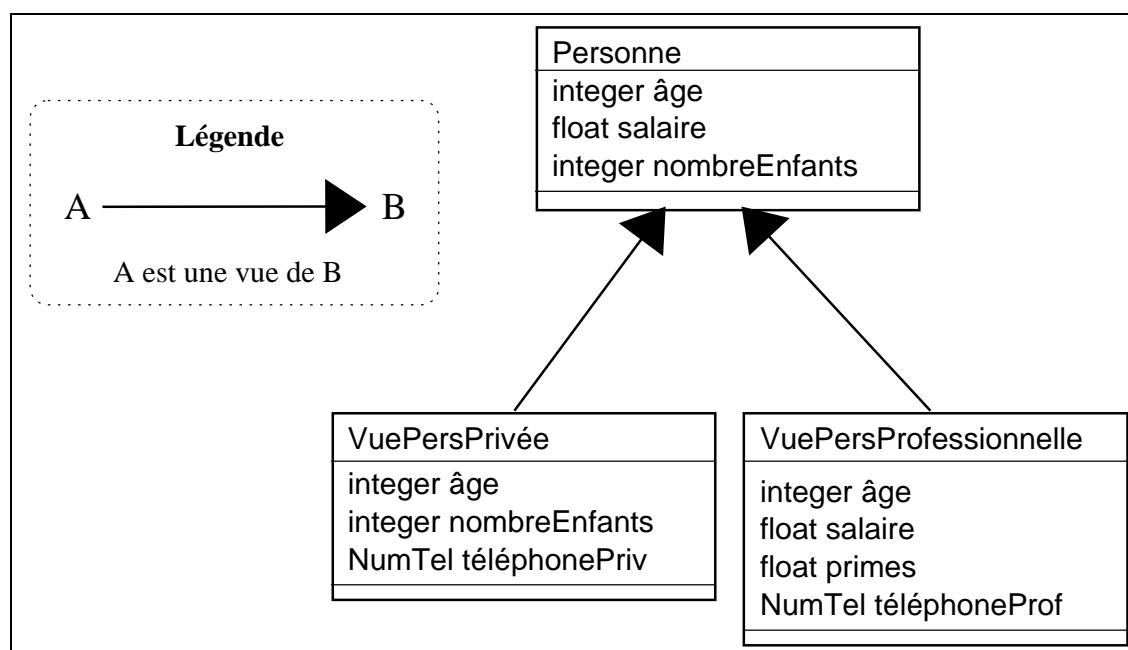 Légende
A B
A est une vue de B
Personne
integer âge
float salaire
integer nombreEnfants
VuePersPrivée
integer âge
integer nombreEnfants
NumTel téléphonePriv
VuePersProfessionnelle
integer âge
float salaire
float primes
NumTel téléphoneProf